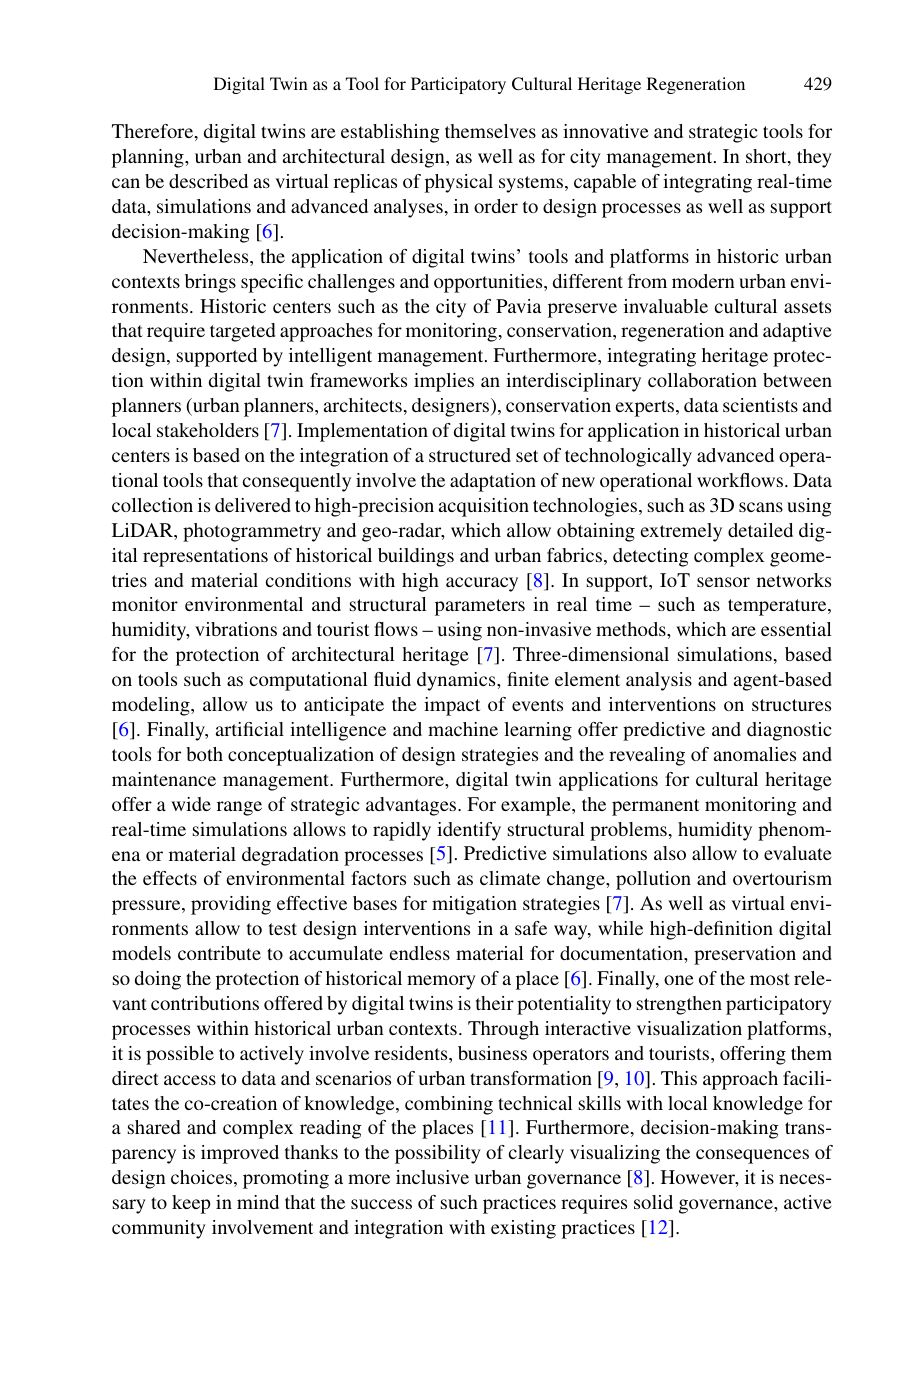 Digital Twin as a Tool for Participatory Cultural Heritage Regeneration 429
Therefore, digital twins are establishing themselves as innovative and strategic tools for
planning, urban and architectural design, as well as for city management. In short, they
can be described as virtual replicas of physical systems, capable of integrating real-time
data, simulations and advanced analyses, in order to design processes as well as support
decision-making [6].
Nevertheless, the application of digital twins’ tools and platforms in historic urban
contexts brings specific challenges and opportunities, different from modern urban envi-
ronments. Historic centers such as the city of Pavia preserve invaluable cultural assets
that require targeted approaches for monitoring, conservation, regeneration and adaptive
design, supported by intelligent management. Furthermore, integrating heritage protec-
tion within digital twin frameworks implies an interdisciplinary collaboration between
planners (urban planners, architects, designers), conservation experts, data scientists and
local stakeholders [7]. Implementation of digital twins for application in historical urban
centers is based on the integration of a structured set of technologically advanced opera-
tional tools that consequently involve the adaptation of new operational workflows. Data
collection is delivered to high-precision acquisition technologies, such as 3D scans using
LiDAR, photogrammetry and geo-radar, which allow obtaining extremely detailed dig-
ital representations of historical buildings and urban fabrics, detecting complex geome-
tries and material conditions with high accuracy [8]. In support, IoT sensor networks
monitor environmental and structural parameters in real time – such as temperature,
humidity, vibrations and tourist flows – using non-invasive methods, which are essential
for the protection of architectural heritage [7]. Three-dimensional simulations, based
on tools such as computational fluid dynamics, finite element analysis and agent-based
modeling, allow us to anticipate the impact of events and interventions on structures
[6]. Finally, artificial intelligence and machine learning offer predictive and diagnostic
tools for both conceptualization of design strategies and the revealing of anomalies and
maintenance management. Furthermore, digital twin applications for cultural heritage
offer a wide range of strategic advantages. For example, the permanent monitoring and
real-time simulations allows to rapidly identify structural problems, humidity phenom-
ena or material degradation processes [5]. Predictive simulations also allow to evaluate
the effects of environmental factors such as climate change, pollution and overtourism
pressure, providing effective bases for mitigation strategies [7]. As well as virtual envi-
ronments allow to test design interventions in a safe way, while high-definition digital
models contribute to accumulate endless material for documentation, preservation and
so doing the protection of historical memory of a place [6]. Finally, one of the most rele-
vant contributions offered by digital twins is their potentiality to strengthen participatory
processes within historical urban contexts. Through interactive visualization platforms,
it is possible to actively involve residents, business operators and tourists, offering them
direct access to data and scenarios of urban transformation [9, 10]. This approach facili-
tates the co-creation of knowledge, combining technical skills with local knowledge for
a shared and complex reading of the places [11]. Furthermore, decision-making trans-
parency is improved thanks to the possibility of clearly visualizing the consequences of
design choices, promoting a more inclusive urban governance [8]. However, it is neces-
sary to keep in mind that the success of such practices requires solid governance, active
community involvement and integration with existing practices [12].